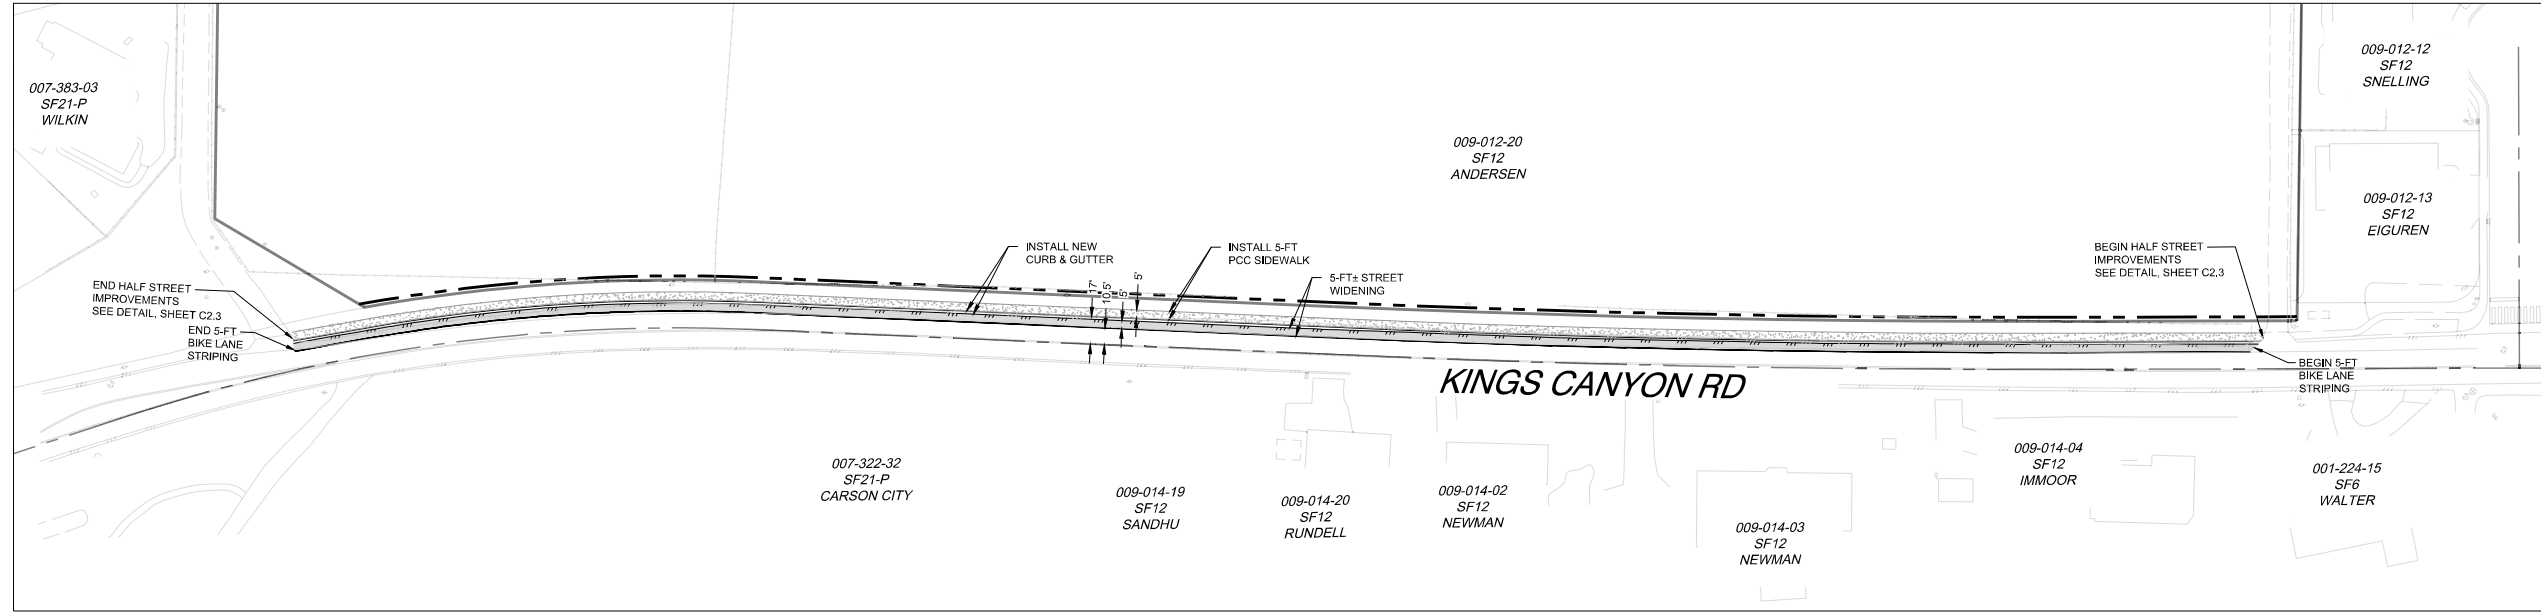 007-383-03
SF21-P
WILKIN
009-012-20
SF12
ANDERSEN
009-012-12
SF12
SNELLING
009-012-13
SF12
EIGUREN
END HALF STREET
IMPROVEMENTS
SEE DETAIL, SHEET C2.3
END 5-FT
BIKE LANE
STRIPING
INSTALL NEW
CURB & GUTTER
INSTALL 5-FT
PCC SIDEWALK
5-FT± STREET
WIDENING
17'
10.5'
5'
5'
BEGIN HALF STREET
IMPROVEMENTS
SEE DETAIL, SHEET C2.3
BEGIN 5-FT
BIKE LANE
STRIPING
KINGS CANYON RD
007-322-32
SF21-P
CARSON CITY
009-014-19
SF12
SANDHU
009-014-20
SF12
RUNDELL
009-014-02
SF12
NEWMAN
009-014-03
SF12
NEWMAN
009-014-04
SF12
IMMOOR
001-224-15
SF6
WALTER